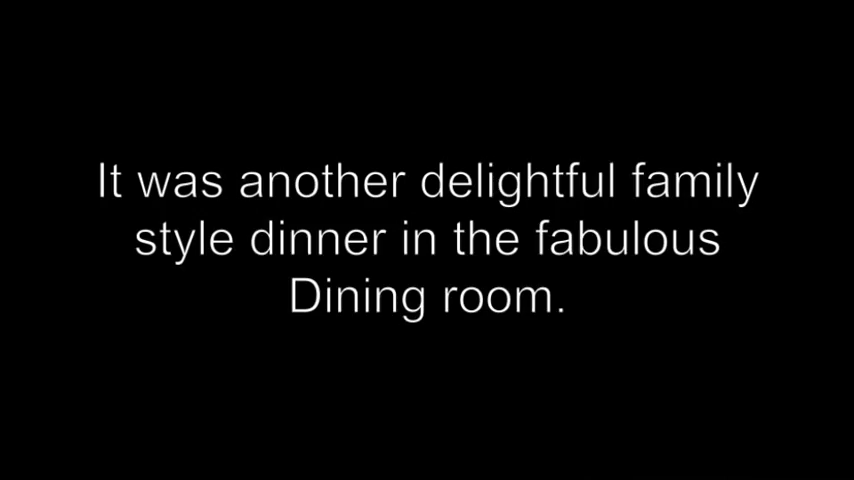 It was another delightful family
style dinner in the fabulous
Dining room.